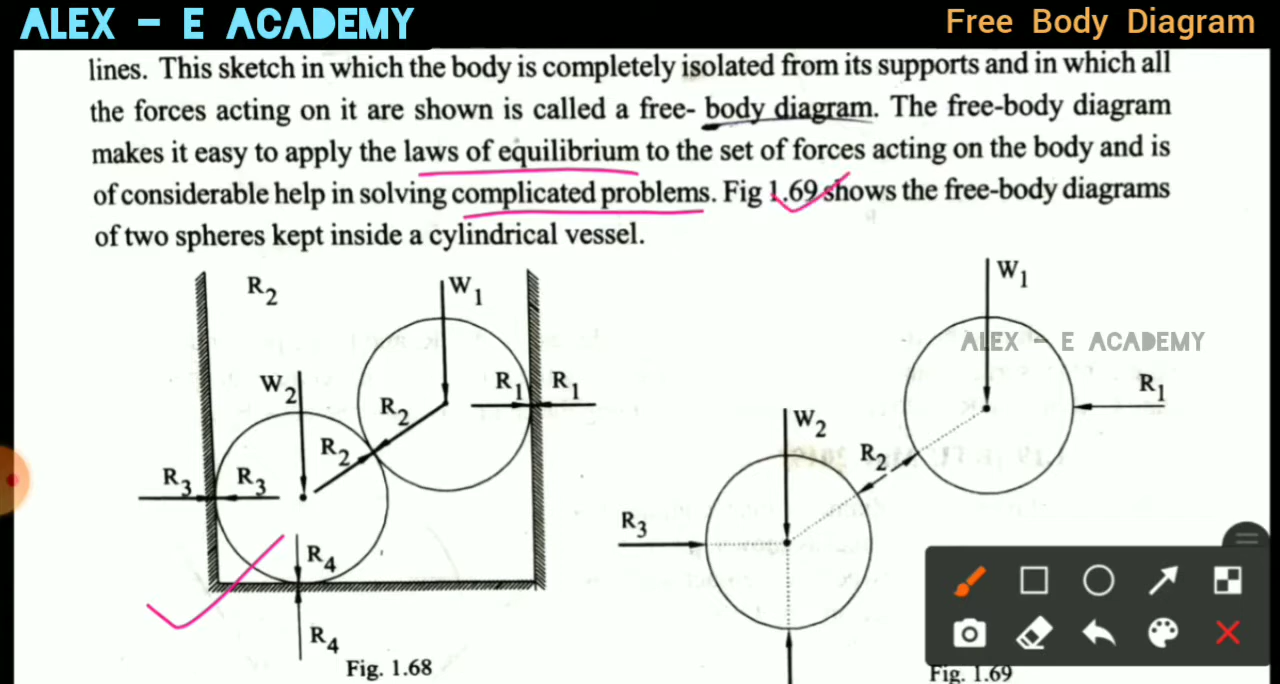 ALEX - E ACADEMY
Free Body Diagram
lines. This sketch in which the body is completely isolated from its supports and in which all
the forces acting on it are shown is called a free- body diagram. The free-body diagram
makes it easy to apply the laws of equilibrium to the set of forces acting on the body and is
of considerable help in solving complicated problems. Fig 1.69 shows the free-body diagrams
of two spheres kept inside a cylindrical vessel.
R2
W1
W2
R2
R1
R1
R2
R3
R3
R4
R4
Fig. 1.68
W1
ALEX - E ACADEMY
R1
W2
R2
R3
Fig. 1.69